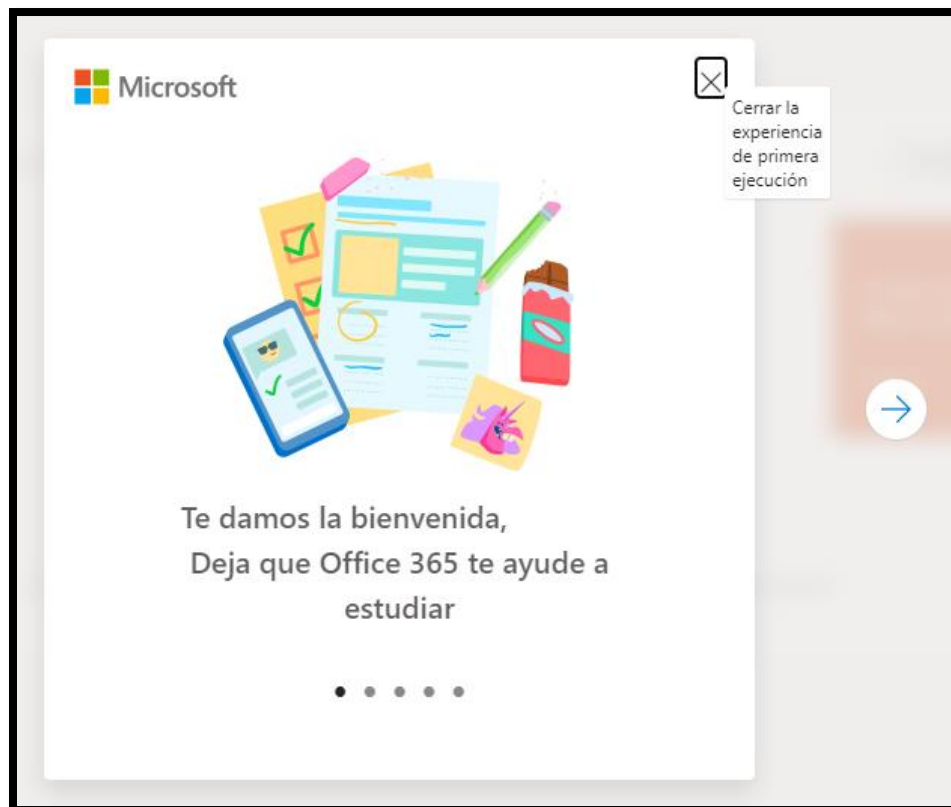 Microsoft
Cerrar la
experiencia
de primera
ejecución
Te damos la bienvenida,
Deja que Office 365 te ayude a
estudiar